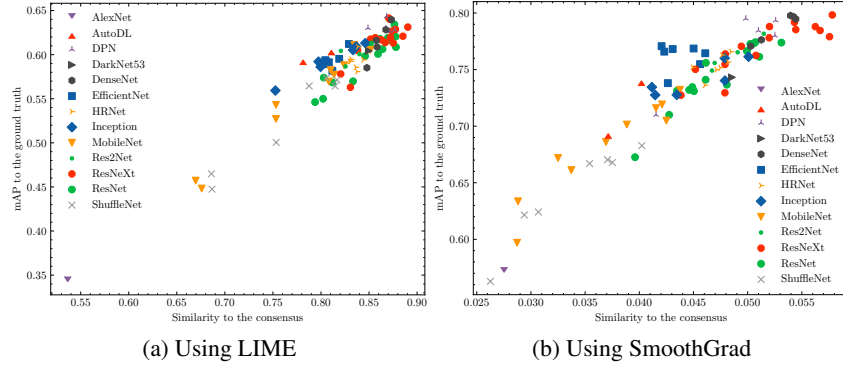 mAP to the ground truth
0.65
0.60
0.55
0.50
0.45
0.40
0.35
AlexNet
AutoDL
DPN
DarkNet53
DenseNet
EfficientNet
HRNet
Inception
MobileNet
Res2Net
ResNeXt
ResNet
ShuffleNet
0.55 0.60 0.65 0.70 0.75 0.80 0.85 0.90
Similarity to the consensus
(a) Using LIME
mAP to the ground truth
0.80
0.75
0.70
0.65
0.60
AlexNet
AutoDL
DPN
DarkNet53
DenseNet
EfficientNet
HRNet
Inception
MobileNet
Res2Net
ResNeXt
ResNet
ShuffleNet
0.025 0.030 0.035 0.040 0.045 0.050 0.055
Similarity to the consensus
(b) Using SmoothGrad